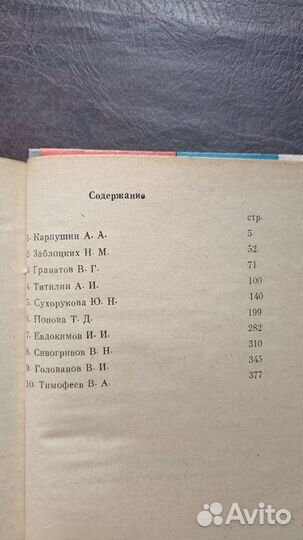 Содержание
стр.
1. Карпушин А. А. 5
2 Заблоцких Н. М. 52
3 Гранатов В. Г. 71
4 Титилин А. И. 100
5 Сухорукова Ю. Н. 140
6 Попова Т. Д. 199
7. Евдокимов И. И. 282
8. Сивогривов В. Н. 310
9. Голованов В. И. 345
10. Тимофеев В. А. 377
Avito